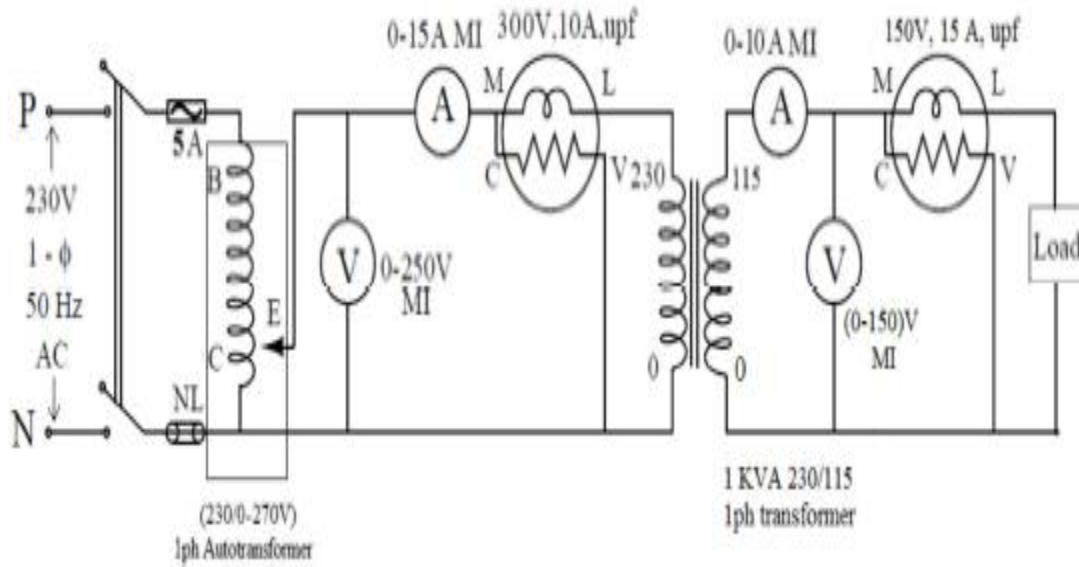 0-15A MI
300V,10A,upf
0-10A MI
150V, 15 A, upf
P
5A
230V
1 - ϕ
50 Hz
AC
N
NL
B
C
E
V
0-250V
MI
A
M
L
C
V
230
0
115
0
A
V
(0-150)V
MI
M
L
C
V
Load
(230/0-270V)
1ph Autotransformer
1 KVA 230/115
1ph transformer